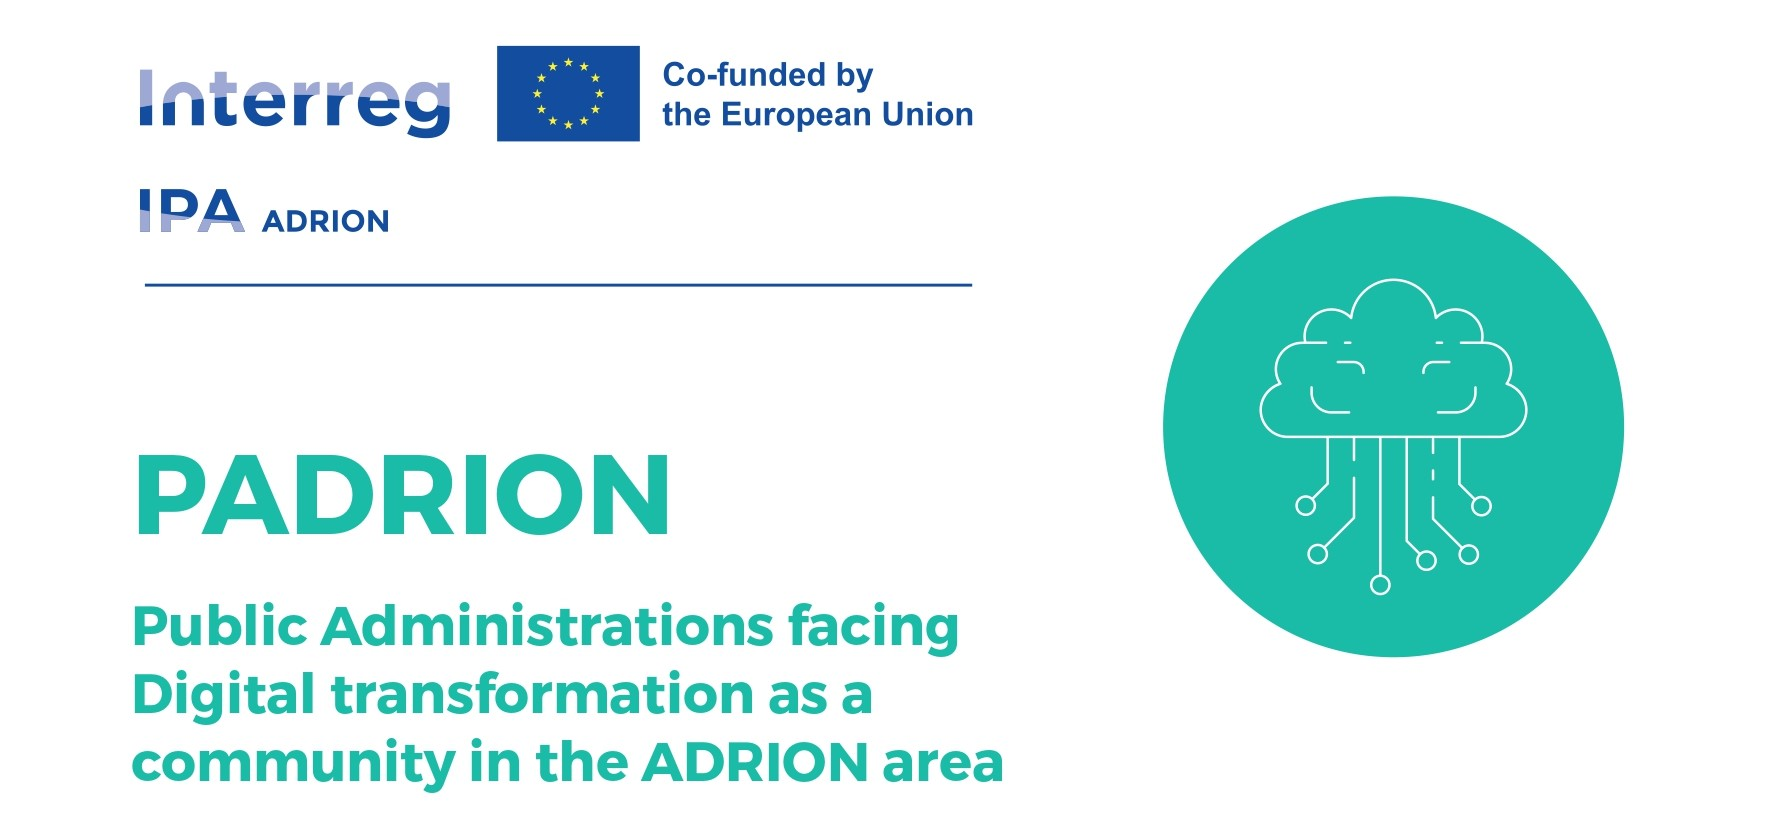 Interreg
Co-funded by
the European Union
IPA ADRION
PADRION
Public Administrations facing
Digital transformation as a
community in the ADRION area